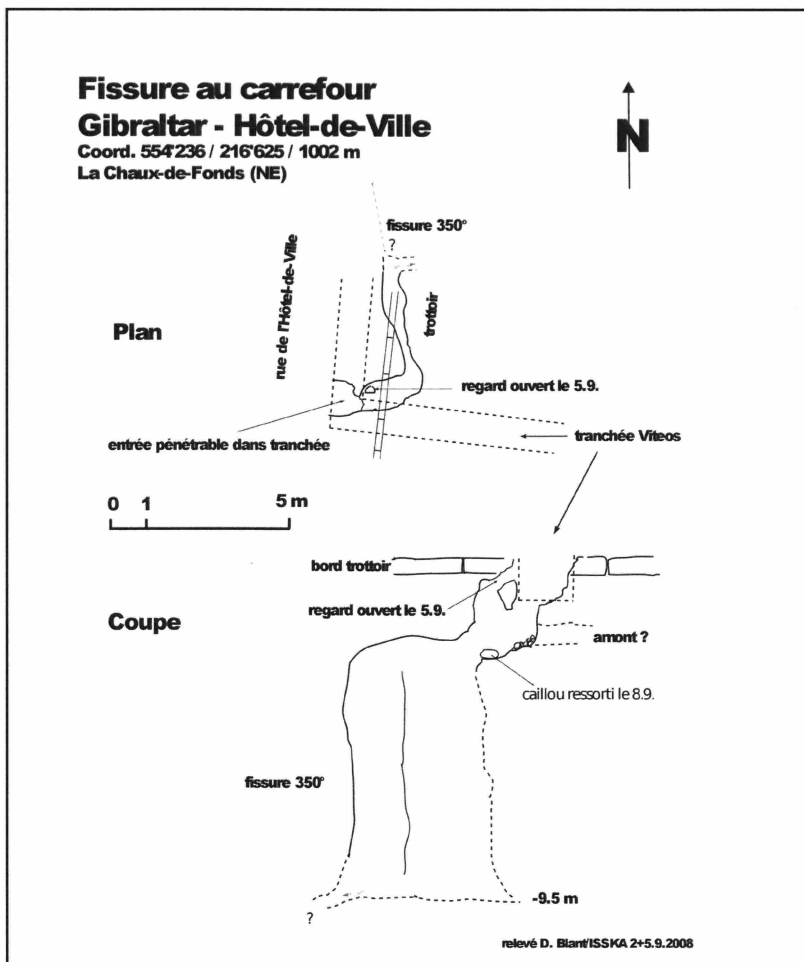 Fissure au carrefour
Gibraltar - Hôtel-de-Ville
Coord. 554'236 / 216'625 / 1002 m
La Chaux-de-Fonds (NE)
N
fissure 350°
?
rue de l'Hôtel-de-Ville
trottoir
Plan
regard ouvert le 5.9.
entrée pénétrable dans tranchée
tranchée Viteos
0 1 5 m
bord trottoir
regard ouvert le 5.9.
Coupe
amont ?
caillou ressorti le 8.9.
fissure 350°
-9.5 m
?
relevé D. Blant/ISSKA 2+5.9.2008